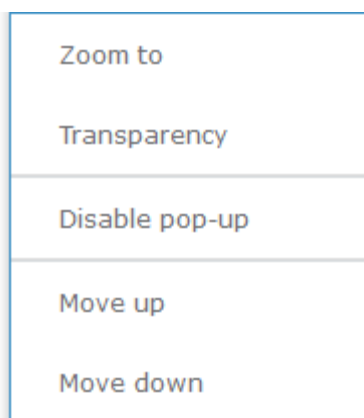 Zoom to
Transparency
Disable pop-up
Move up
Move down